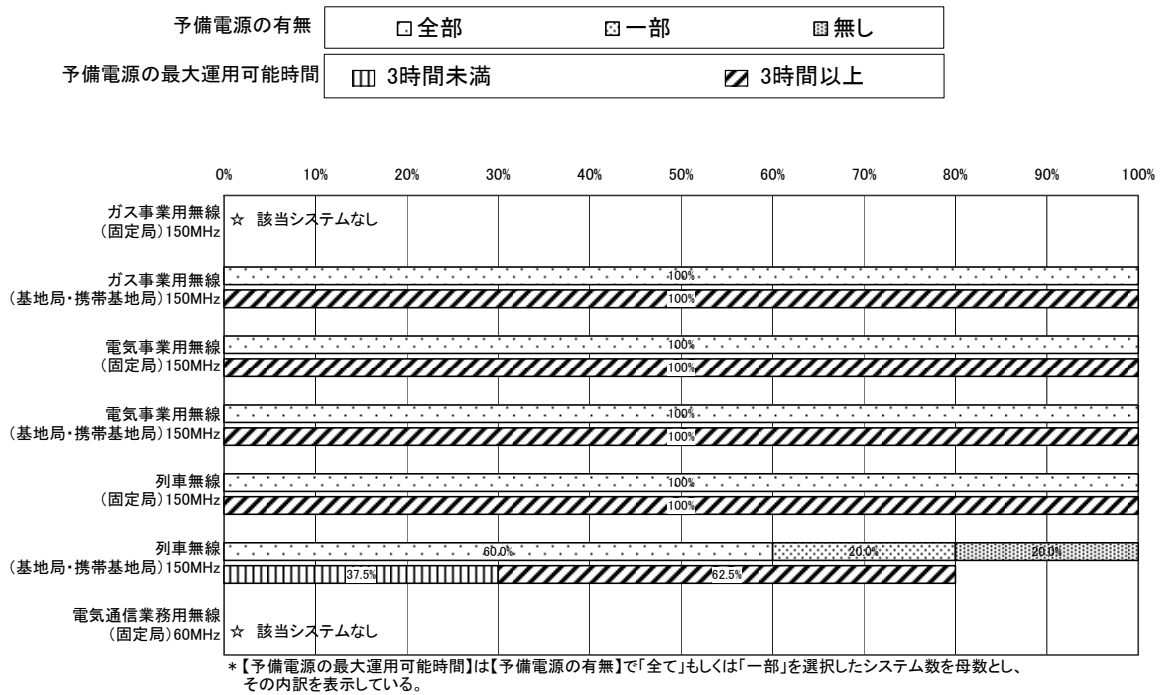 予備電源の有無 全部 一部 無し
予備電源の最大運用可能時間 3時間未満 3時間以上
0% 10% 20% 30% 40% 50% 60% 70% 80% 90% 100%
ガス事業用無線
(固定局)150MHz
☆ 該当システムなし
ガス事業用無線
(基地局・携帯基地局)150MHz
100%
100%
電気事業用無線
(固定局)150MHz
100%
100%
電気事業用無線
(基地局・携帯基地局)150MHz
100%
100%
列車無線
(固定局)150MHz
100%
100%
列車無線
(基地局・携帯基地局)150MHz
60.0% 20.0% 20.0%
37.5% 62.5%
電気通信業務用無線
(固定局)60MHz
☆ 該当システムなし
*【予備電源の最大運用可能時間】は【予備電源の有無】で「全て」もしくは「一部」を選択したシステム数を母数とし、
その内訳を表示している。